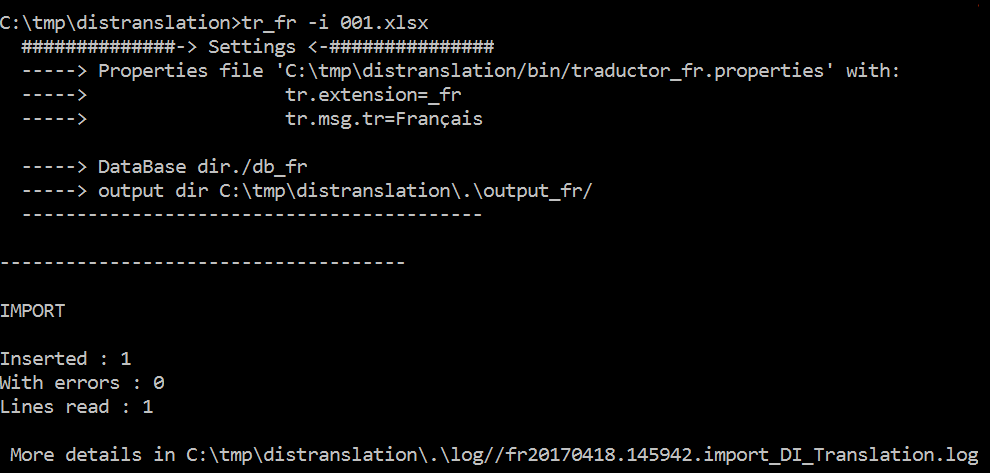 C:\tmp\distranslation>tr_fr -i 001.xlsx
##############-> Settings <-###############
-----> Properties file 'C:\tmp\distranslation/bin/traductor_fr.properties' with:
-----> tr.extension=_fr
-----> tr.msg.tr=Français
-----> DataBase dir./db_fr
-----> output dir C:\tmp\distranslation\.\output_fr/
------------------------------------------
-------------------------------------
IMPORT
Inserted : 1
With errors : 0
Lines read : 1
More details in C:\tmp\distranslation\.\log//fr20170418.145942.import_DI_Translation.log